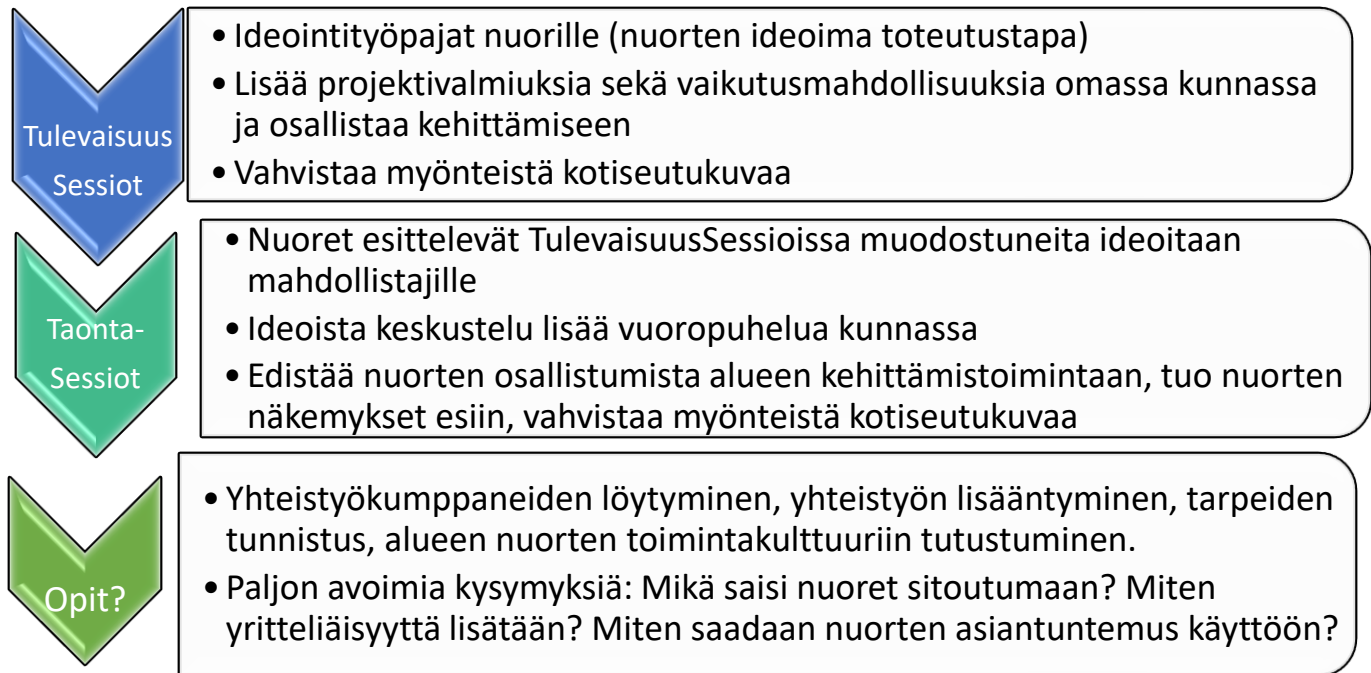 Tulevaisuus
Sessiot
• Ideointityöpajat nuorille (nuorten ideoima toteutustapa)
• Lisää projektivalmiuksia sekä vaikutusmahdollisuuksia omassa kunnassa
ja osallistaa kehittämiseen
• Vahvistaa myönteistä kotiseutukuvaa
Taonta-
Sessiot
• Nuoret esittelevät TulevaisuusSessioissa muodostuneita ideoitaan
mahdollistajille
• Ideoista keskustelu lisää vuoropuhelua kunnassa
• Edistää nuorten osallistumista alueen kehittämistoimintaan, tuo nuorten
näkemykset esiin, vahvistaa myönteistä kotiseutukuvaa
Opit?
• Yhteistyökumppaneiden löytyminen, yhteistyön lisääntyminen, tarpeiden
tunnistus, alueen nuorten toimintakulttuuriin tutustuminen.
• Paljon avoimia kysymyksiä: Mikä saisi nuoret sitoutumaan? Miten
yritteliäisyyttä lisätään? Miten saadaan nuorten asiantuntemus käyttöön?